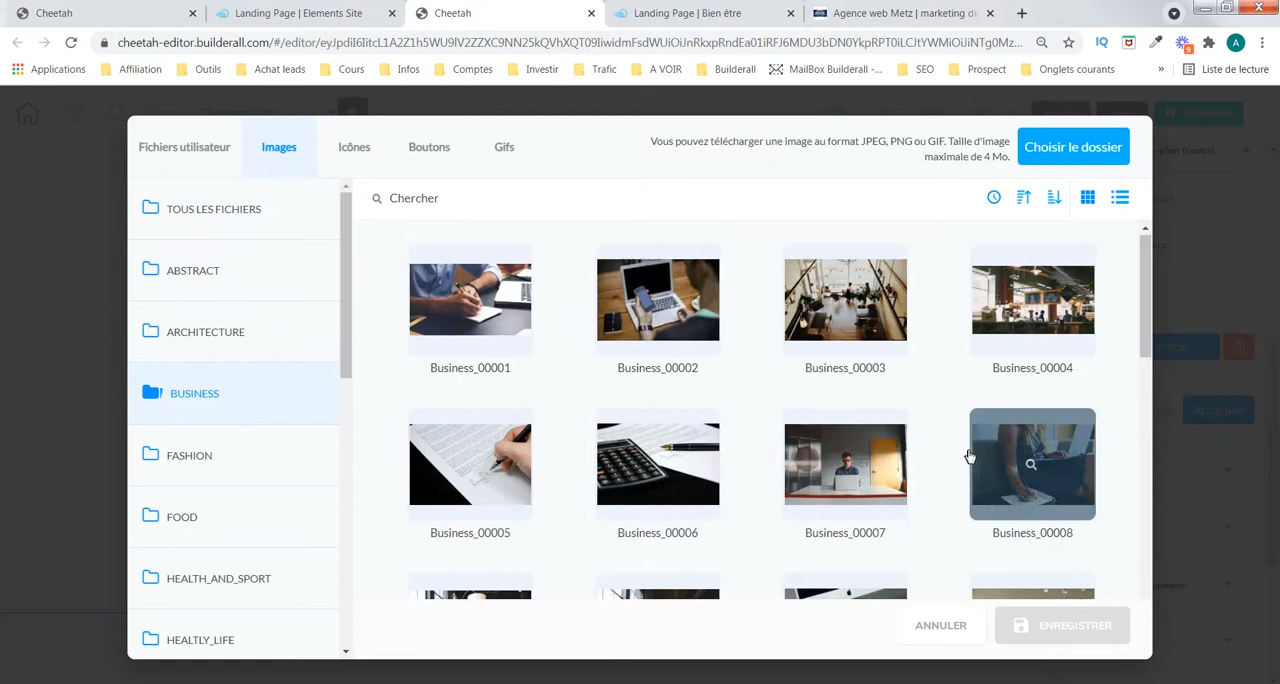 Cheetah
Landing Page | Elements Site
Cheetah
Landing Page | Bien être
Agence web Metz | marketing di
cheetah-editor.builderall.com/#/editor/
Applications
Affiliation
Outils
Achat leads
Cours
Infos
Comptes
Investir
Trafic
A VOIR
Builderall
MailBox Builderall -...
SEO
Prospect
Onglets courants
»
Liste de lecture
IQ
9
A
Fichiers utilisateur
Images
Icônes
Boutons
Gifs
Vous pouvez télécharger une image au format JPEG, PNG ou GIF. Taille d'image
maximale de 4 Mo.
Choisir le dossier
Chercher
TOUS LES FICHIERS
ABSTRACT
ARCHITECTURE
BUSINESS
FASHION
FOOD
HEALTH_AND_SPORT
HEALTLY_LIFE
Business_00001
Business_00002
Business_00003
Business_00004
Business_00005
Business_00006
Business_00007
Business_00008
Appliquer
ANNULER
ENREGISTRER